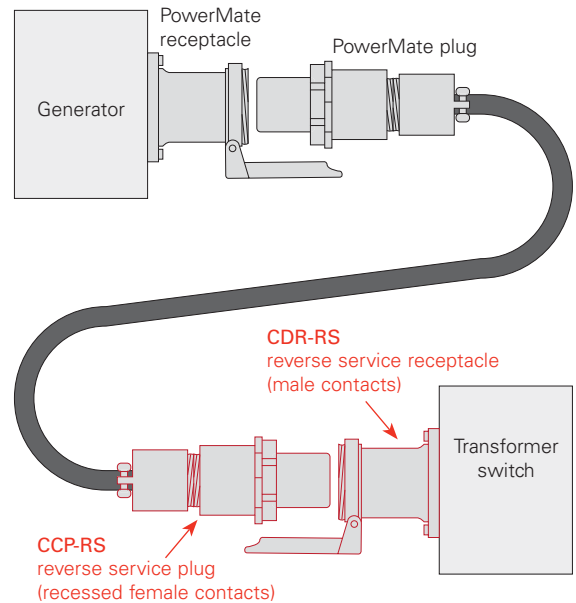 PowerMate
receptacle
PowerMate plug
Generator
CDR-RS
reverse service receptacle
(male contacts)
Transformer
switch
CCP-RS
reverse service plug
(recessed female contacts)